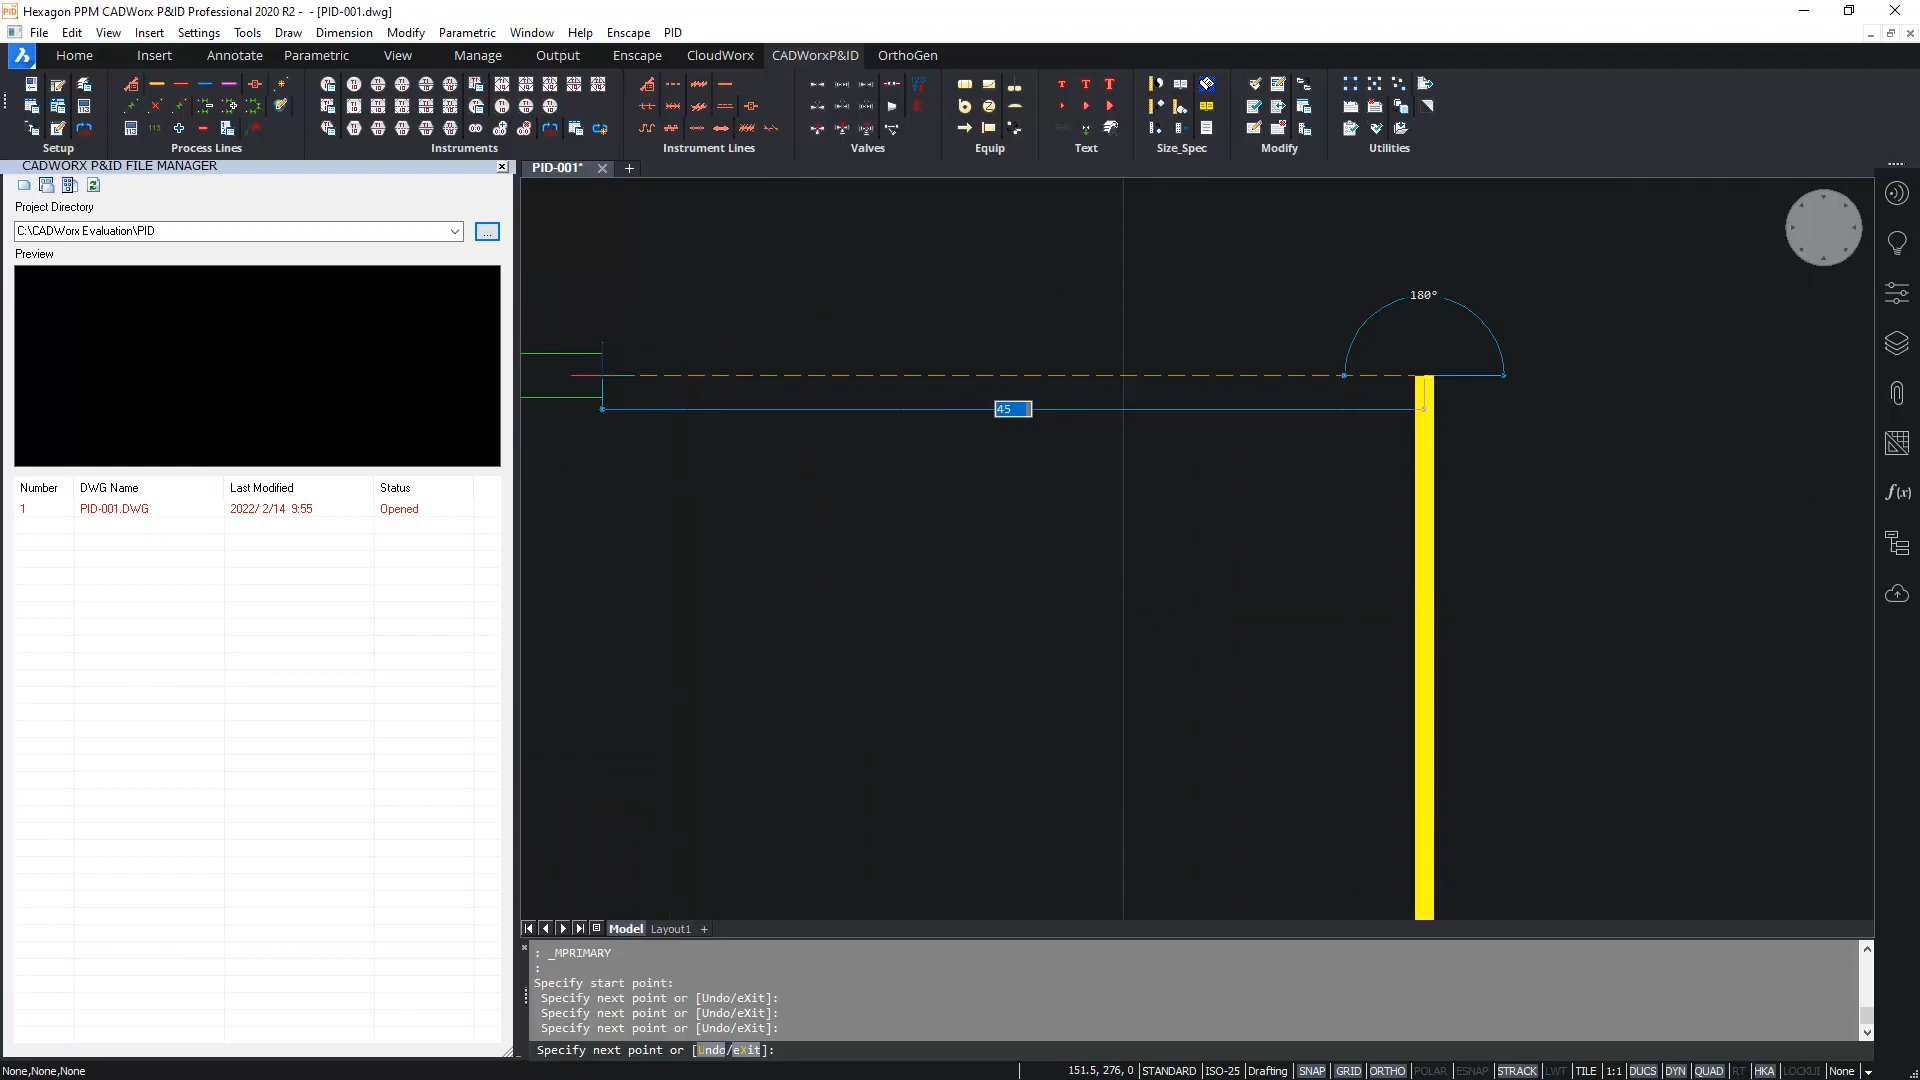 PID
Hexagon PPM CADWorx P&ID Professional 2020 R2 - - [PID-001.dwg]
File Edit View Insert Settings Tools Draw Dimension Modify Parametric Window Help Enscape PID
Home Insert Annotate Parametric View Manage Output Enscape CloudWorx CADWorxP&ID OrthoGen
Setup Process Lines Instruments Instrument Lines Valves Equip Text Size_Spec Modify Utilities
CADWORX P&ID FILE MANAGER
PID-001*
Project Directory
C:\CADWorx Evaluation\PID
...
Preview
180°
45
Number DWG Name Last Modified Status
1 PID-001.DWG 2022/ 2/14 9:55 Opened
Model Layout1 +
: _MPRIMARY
:
Specify start point:
Specify next point or [Undo/eXit]:
Specify next point or [Undo/eXit]:
Specify next point or [Undo/eXit]:
Specify next point or [Undo/eXit]:
None,None,None
151.5, 276, 0 STANDARD ISO-25 Drafting SNAP GRID ORTHO POLAR ESNAP STRACK LWT TILE 1:1 DUCS DYN QUAD RT HKA LOCKUI None
f(x)